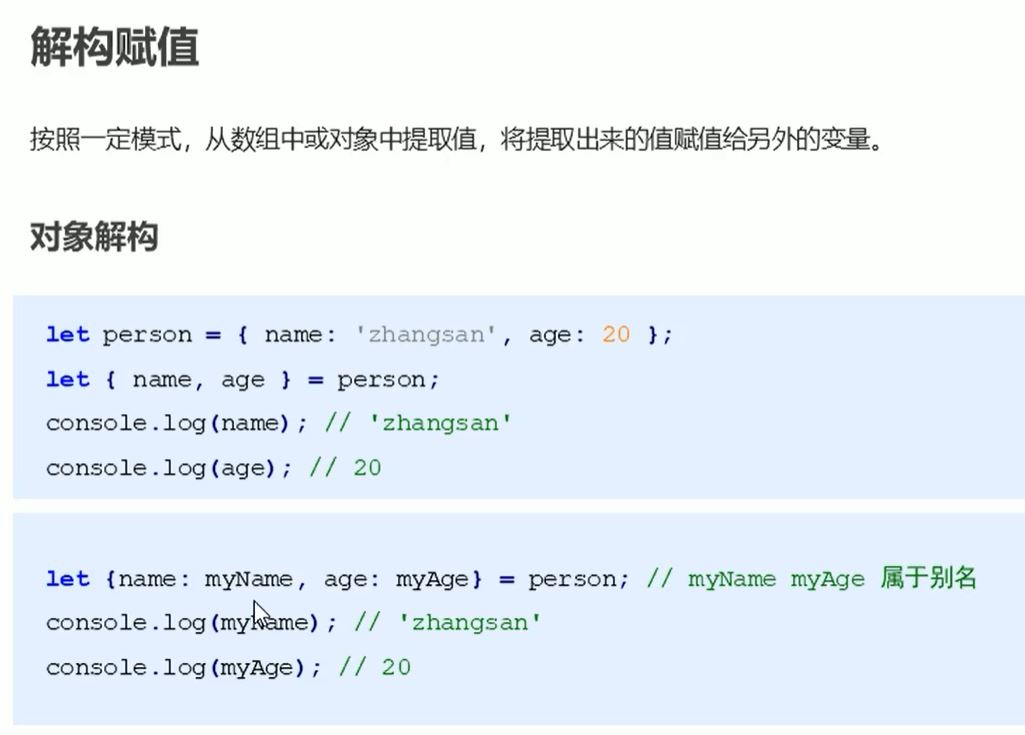 解构赋值
按照一定模式，从数组中或对象中提取值，将提取出来的值赋值给另外的变量。
对象解构
let person = { name: 'zhangsan', age: 20 };
let { name, age } = person;
console.log(name); // 'zhangsan'
console.log(age); // 20
let {name: myName, age: myAge} = person; // myName myAge 属于别名
console.log(myName); // 'zhangsan'
console.log(myAge); // 20